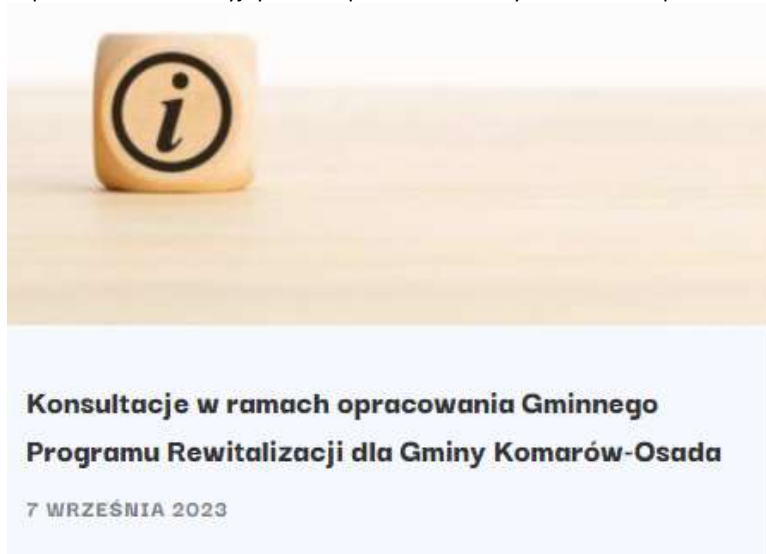 i
Konsultacje w ramach opracowania Gminnego
Programu Rewitalizacji dla Gminy Komarów-Osada
7 WRZEŚNIA 2023